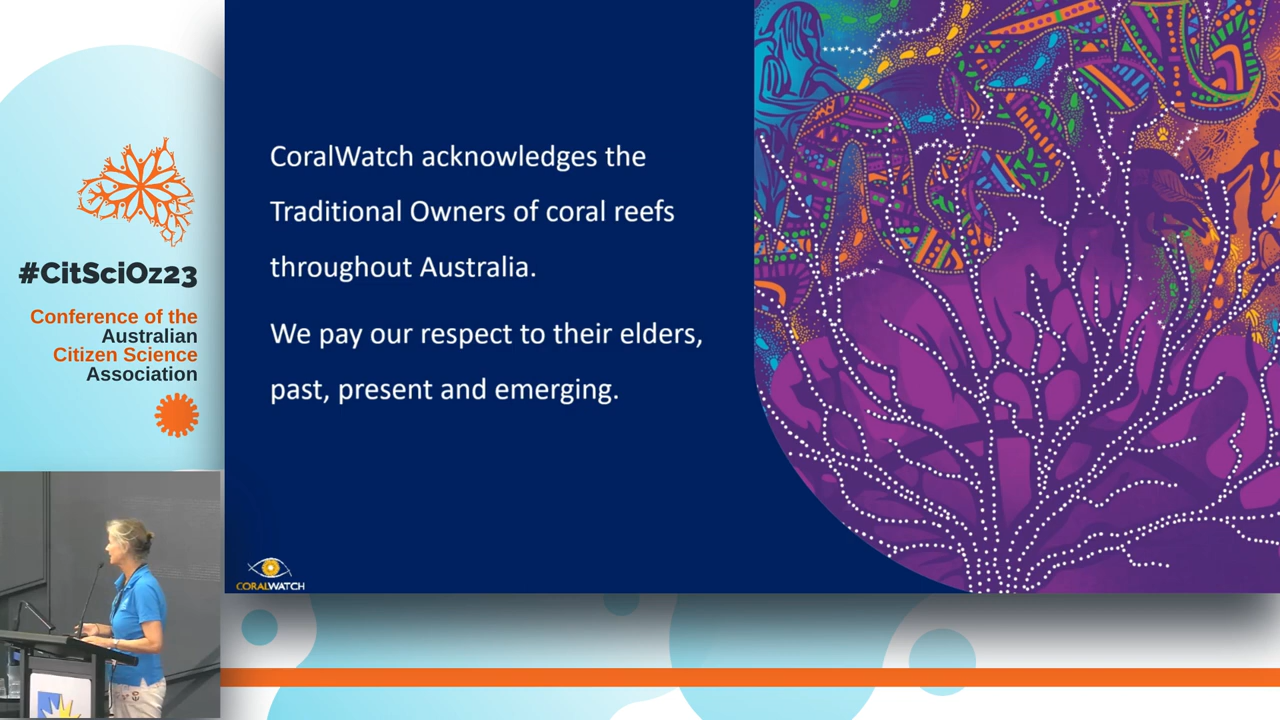 #CitSciOz23
Conference of the
Australian
Citizen Science
Association
CoralWatch acknowledges the
Traditional Owners of coral reefs
throughout Australia.
We pay our respect to their elders,
past, present and emerging.
CORALWATCH